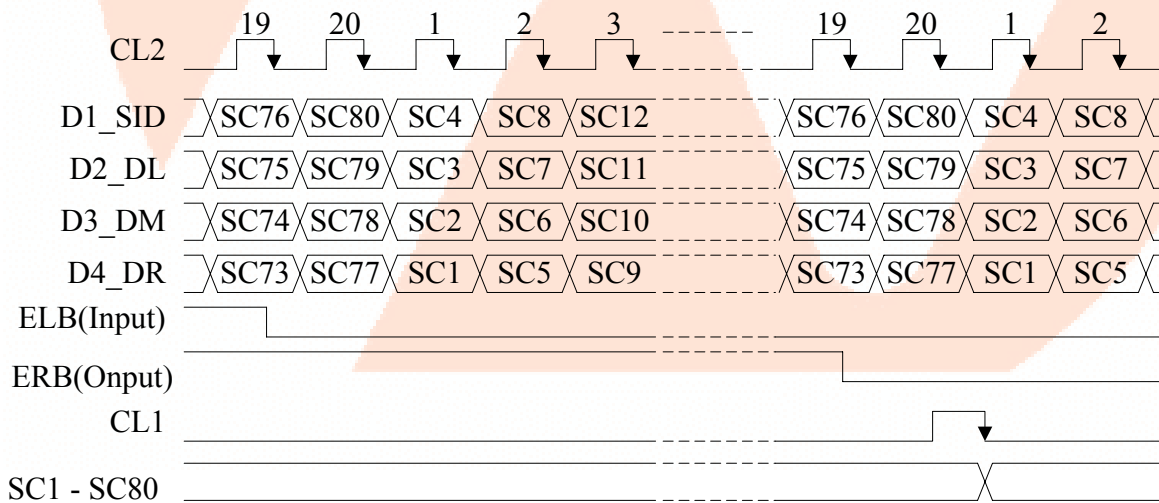 19 20 1 2 3 19 20 1 2
CL2
D1_SID SC76 SC80 SC4 SC8 SC12 SC76 SC80 SC4 SC8
D2_DL SC75 SC79 SC3 SC7 SC11 SC75 SC79 SC3 SC7
D3_DM SC74 SC78 SC2 SC6 SC10 SC74 SC78 SC2 SC6
D4_DR SC73 SC77 SC1 SC5 SC9 SC73 SC77 SC1 SC5
ELB(Input)
ERB(Onput)
CL1
SC1 - SC80